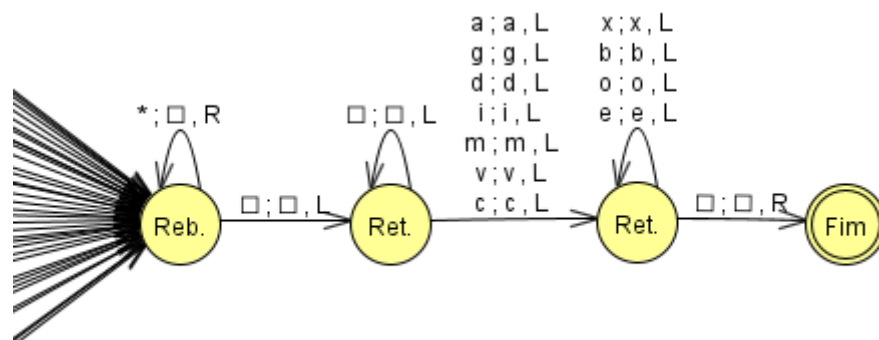 a ; a , L
g ; g , L
d ; d , L
i ; i , L
m ; m , L
v ; v , L
c ; c , L
x ; x , L
b ; b , L
o ; o , L
e ; e , L
* ; □ , R
□ ; □ , L
□ ; □ , L
□ ; □ , R
Reb.
Ret.
Ret.
Fim